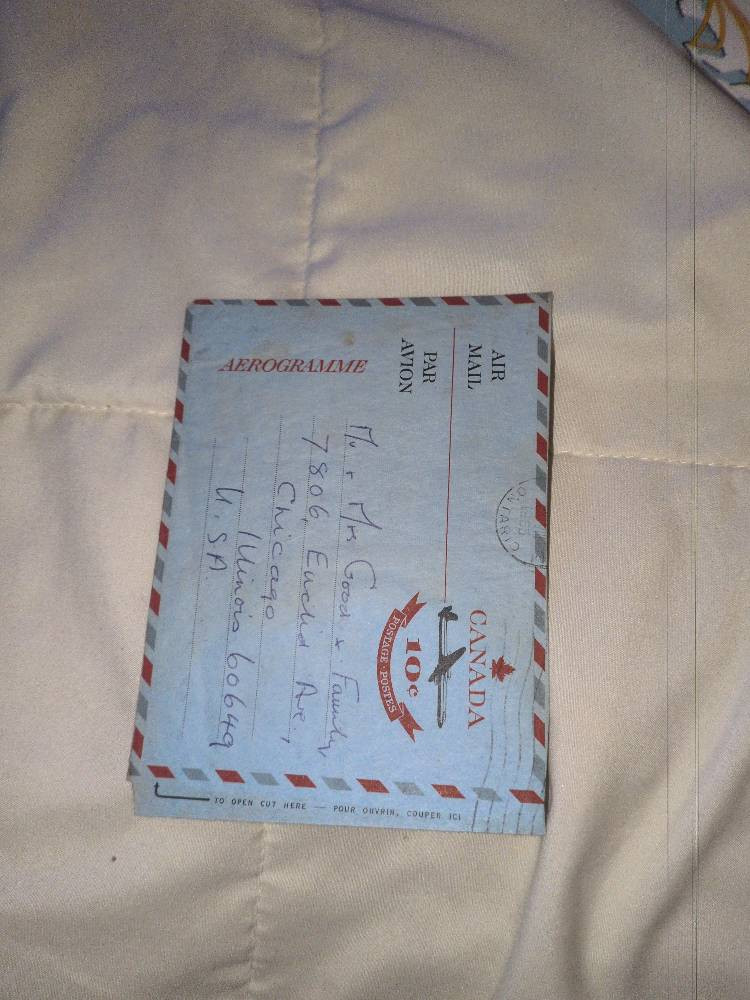 AIR MAIL
PAR AVION
AEROGRAMME
CANADA
10¢
POSTAGE · POSTES
Mr + Mrs Good & Family
7806, Euclid Ave.,
Chicago
Illinois 60649
U.S.A.
TO OPEN CUT HERE — POUR OUVRIR, COUPER ICI